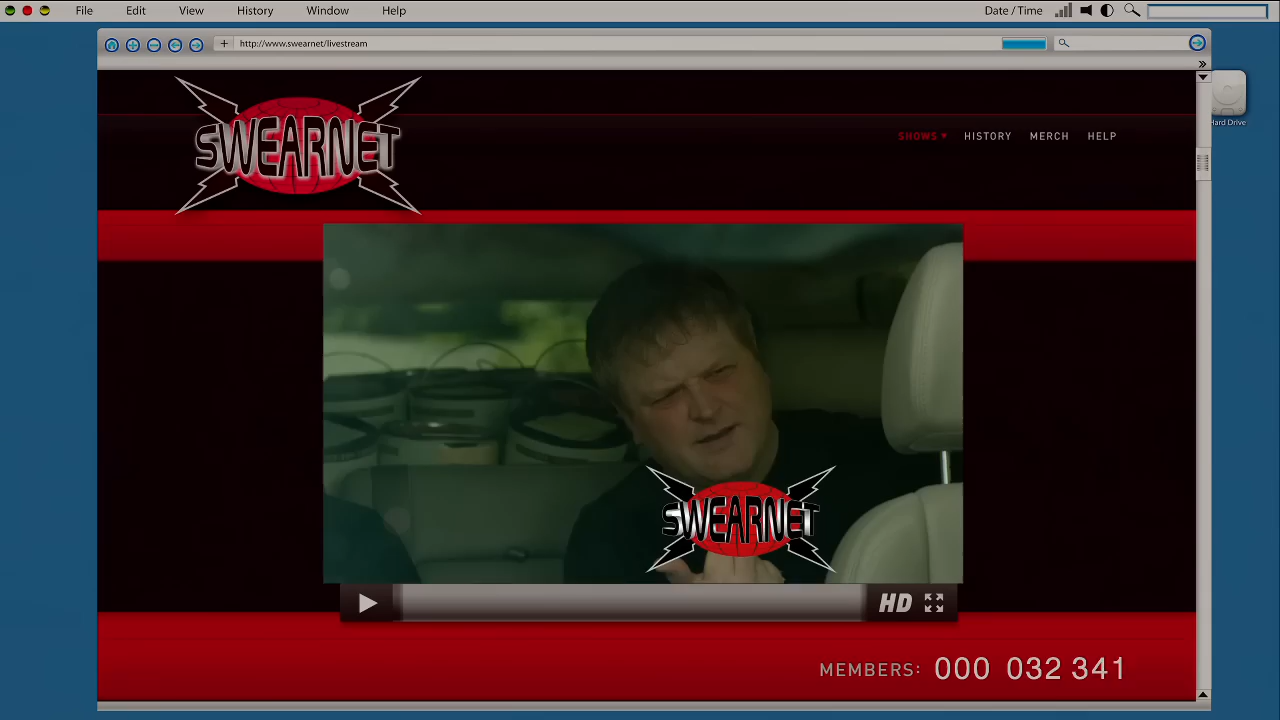 File Edit View History Window Help Date / Time
http://www.swearnet/livestream
Hard Drive
SWEARNET
SHOWS HISTORY MERCH HELP
SWEARNET
HD
MEMBERS: 000 032 341